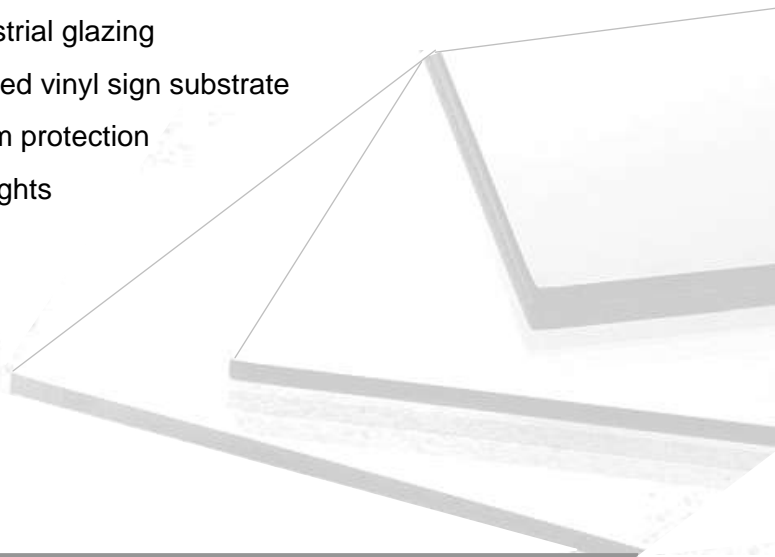 strial glazing
ed vinyl sign substrate
m protection
ghts